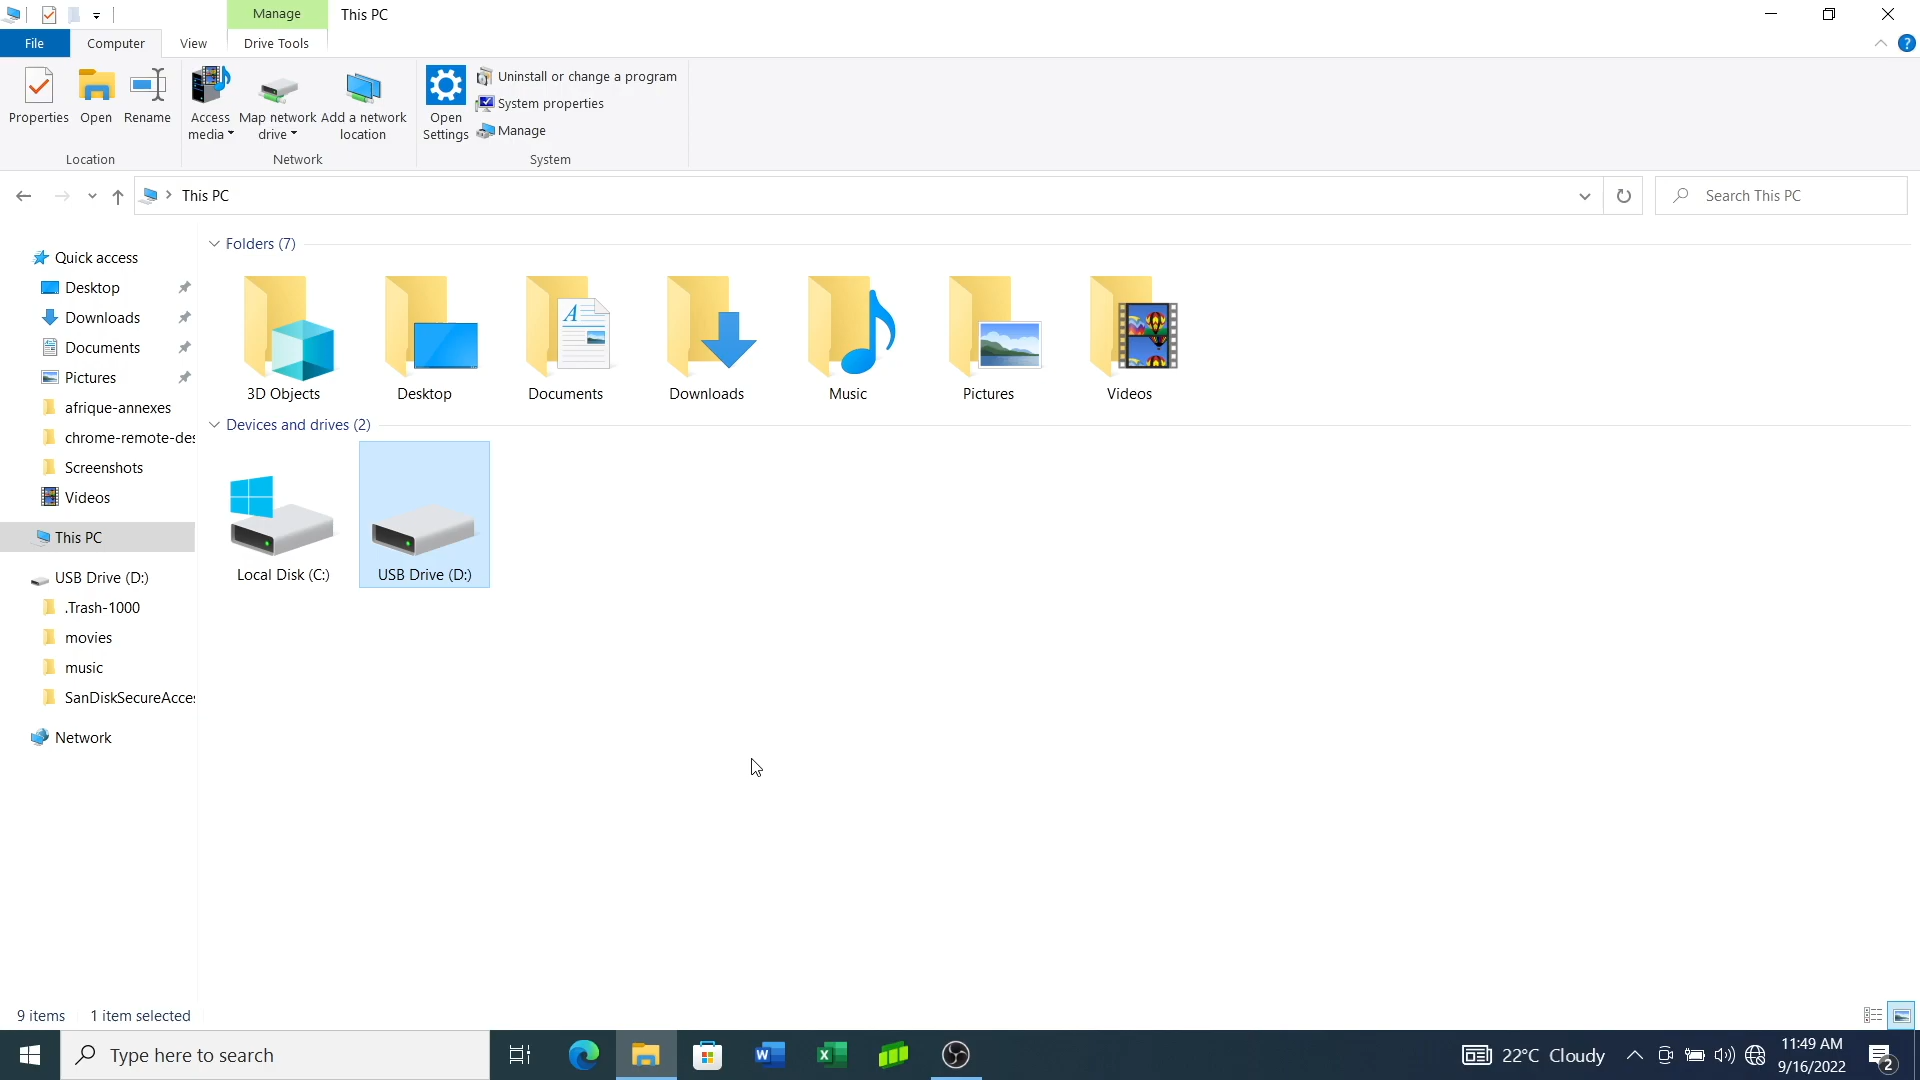 Manage
This PC
File
Computer
View
Drive Tools
Properties
Open
Rename
Access media
Map network drive
Add a network location
Open Settings
Uninstall or change a program
System properties
Manage
Location
Network
System
This PC
Search This PC
Quick access
Desktop
Downloads
Documents
Pictures
afrique-annexes
chrome-remote-des
Screenshots
Videos
This PC
USB Drive (D:)
.Trash-1000
movies
music
SanDiskSecureAcces
Network
Folders (7)
3D Objects
Desktop
Documents
Downloads
Music
Pictures
Videos
Devices and drives (2)
Local Disk (C:)
USB Drive (D:)
9 items
1 item selected
Type here to search
22°C Cloudy
11:49 AM
9/16/2022
2